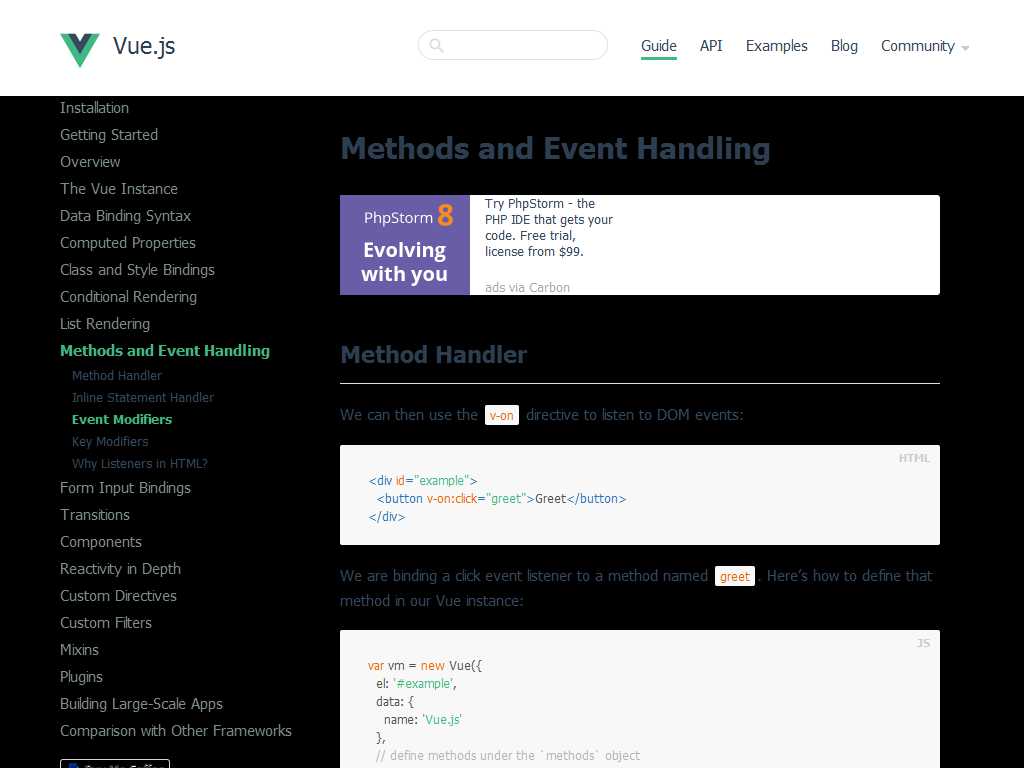 Vue.js
Guide
API
Examples
Blog
Community
Installation
Getting Started
Overview
The Vue Instance
Data Binding Syntax
Computed Properties
Class and Style Bindings
Conditional Rendering
List Rendering
Methods and Event Handling
Method Handler
Inline Statement Handler
Event Modifiers
Key Modifiers
Why Listeners in HTML?
Form Input Bindings
Transitions
Components
Reactivity in Depth
Custom Directives
Custom Filters
Mixins
Plugins
Building Large-Scale Apps
Comparison with Other Frameworks
Methods and Event Handling
PhpStorm 8
Evolving
with you
Try PhpStorm - the
PHP IDE that gets your
code. Free trial,
license from $99.
ads via Carbon
Method Handler
We can then use the v-on directive to listen to DOM events:
HTML
<div id="example">
  <button v-on:click="greet">Greet</button>
</div>
We are binding a click event listener to a method named greet. Here's how to define that
method in our Vue instance:
JS
var vm = new Vue({
  el: '#example',
  data: {
    name: 'Vue.js'
  },
  // define methods under the `methods` object